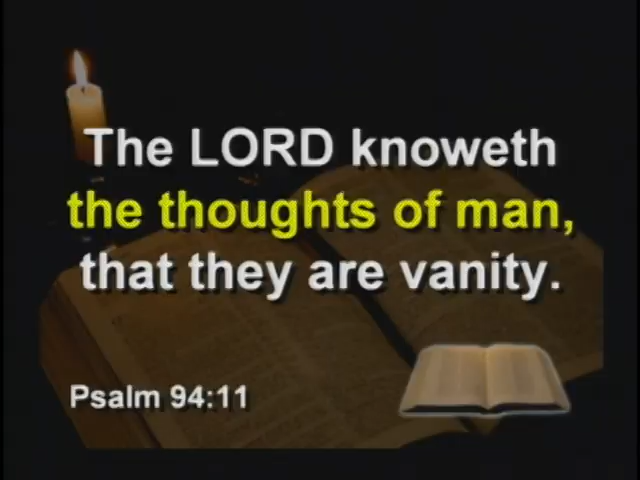 The LORD knoweth
the thoughts of man,
that they are vanity.
Psalm 94:11